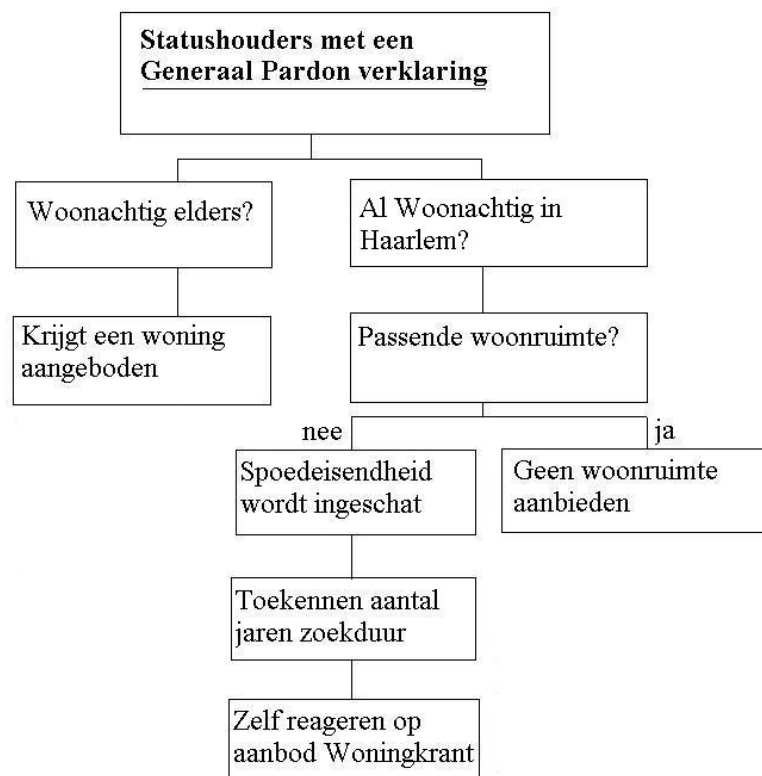 Statushouders met een
Generaal Pardon verklaring
Woonachtig elders?
Al Woonachtig in
Haarlem?
Krijgt een woning
aangeboden
Passende woonruimte?
nee
ja
Spoedeisendheid
wordt ingeschat
Geen woonruimte
aanbieden
Toekennen aantal
jaren zoekduur
Zelf reageren op
aanbod Woningkrant